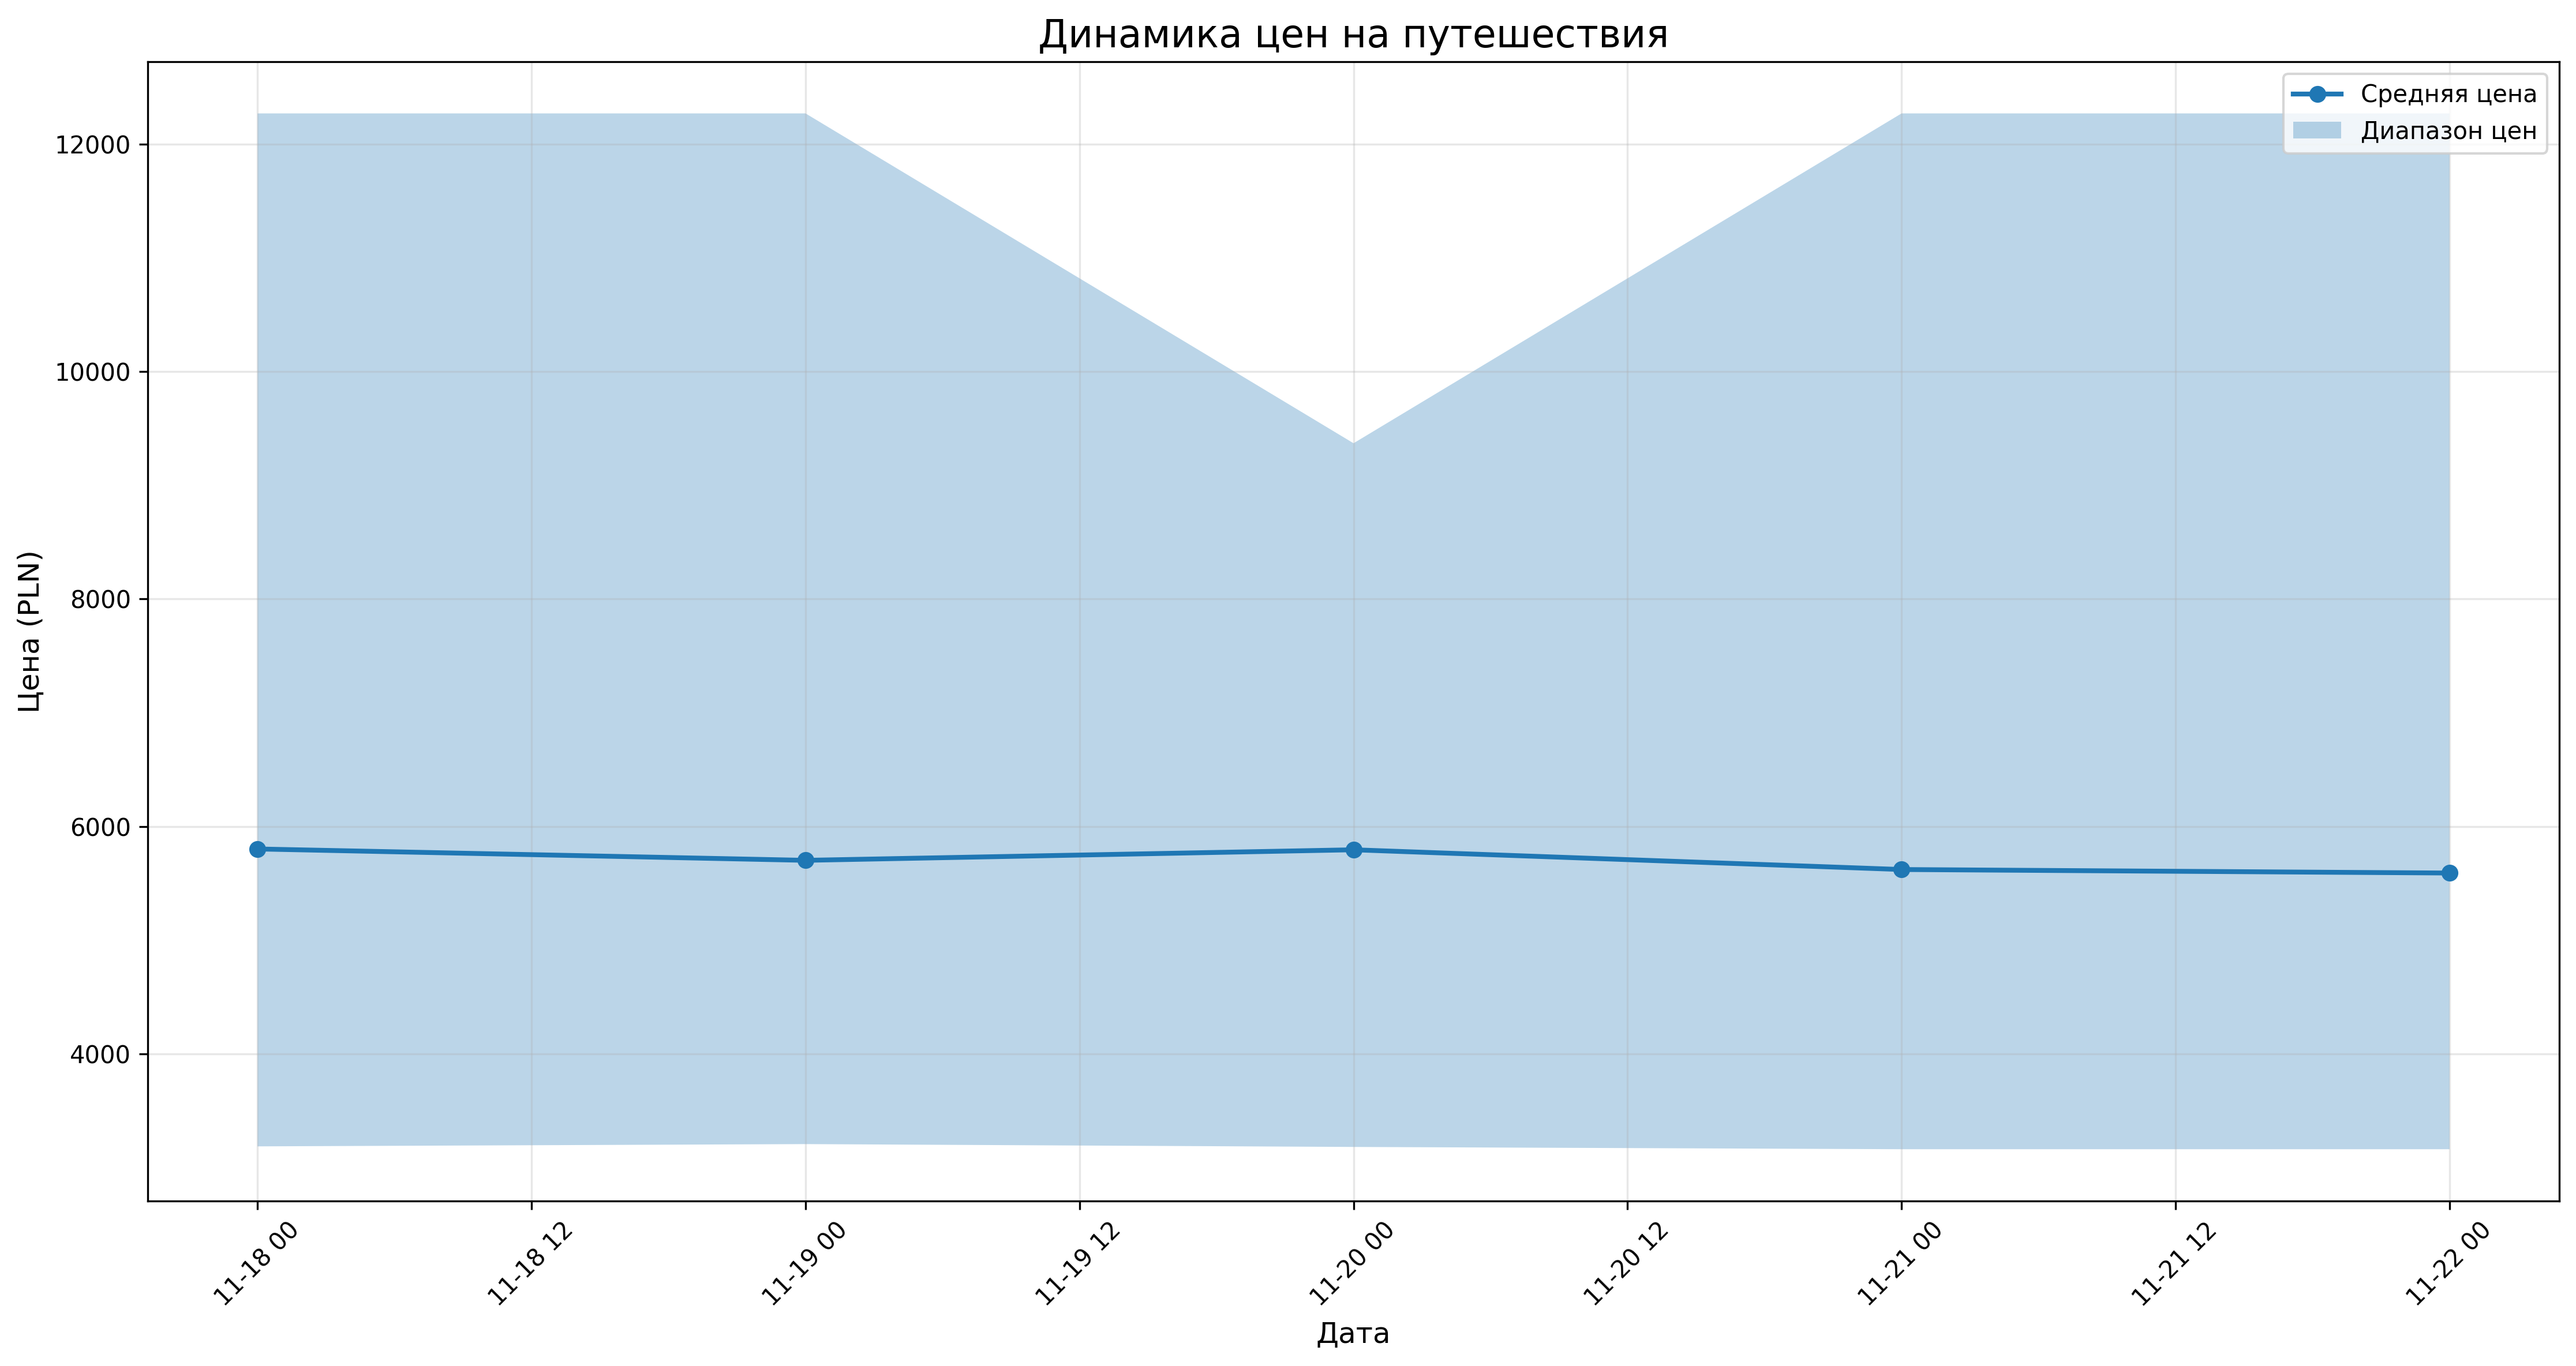 Динамика цен на путешествия
Средняя цена
Диапазон цен
12000
10000
8000
6000
4000
Цена (PLN)
11-18 00
11-18 12
11-19 00
11-19 12
11-20 00
11-20 12
11-21 00
11-21 12
11-22 00
Дата